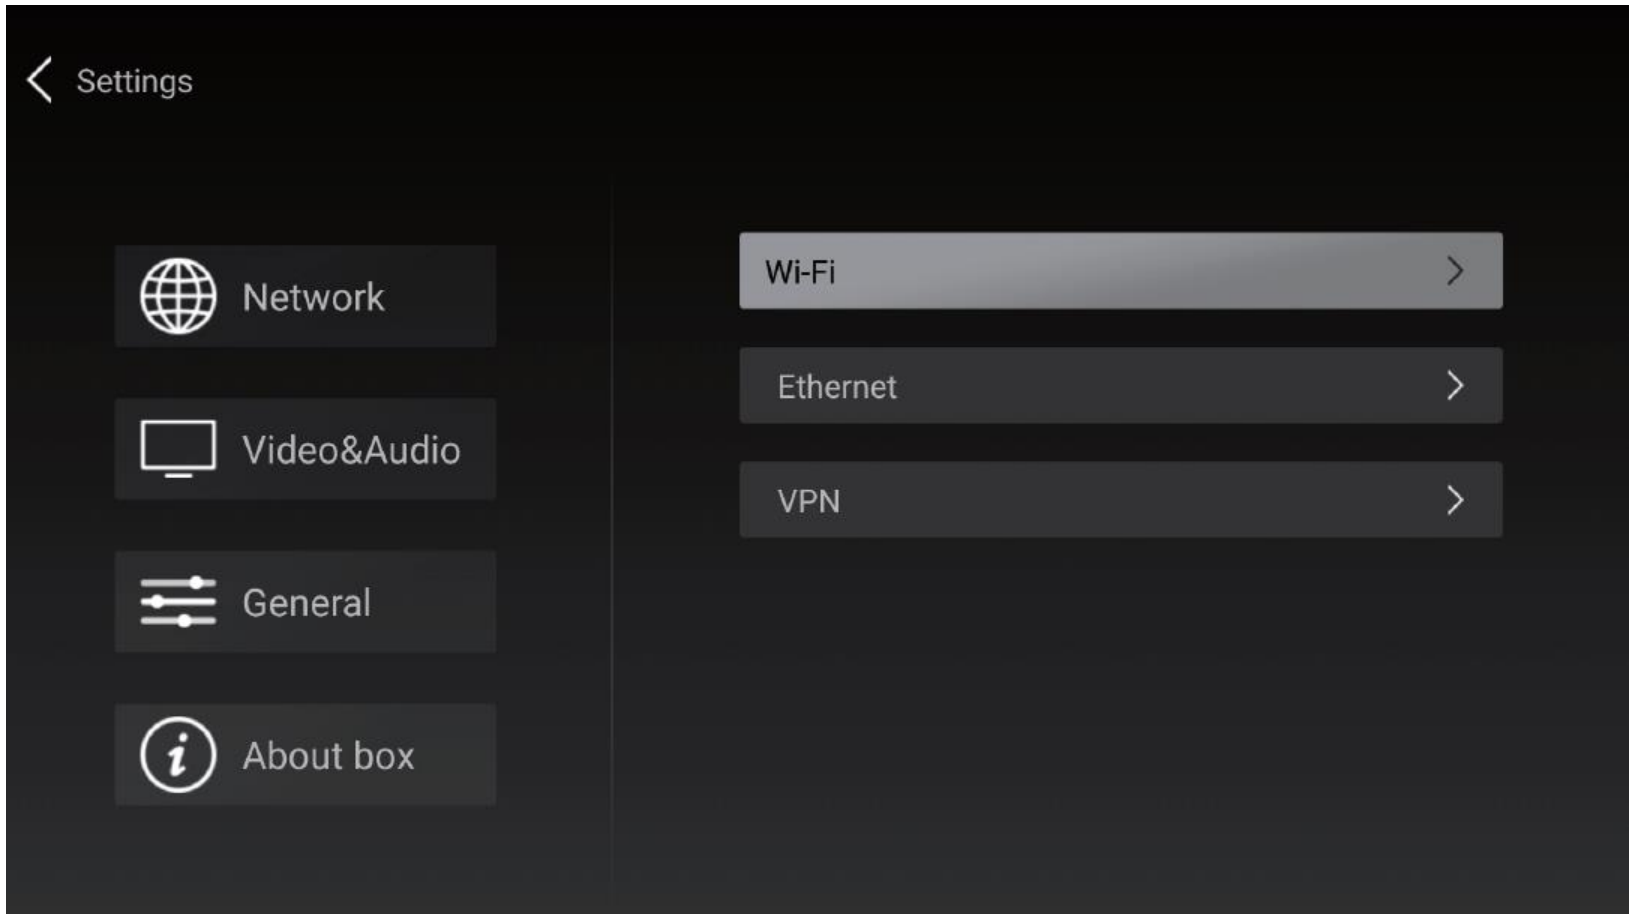 Settings
Network
Video&Audio
General
About box
Wi-Fi
Ethernet
VPN